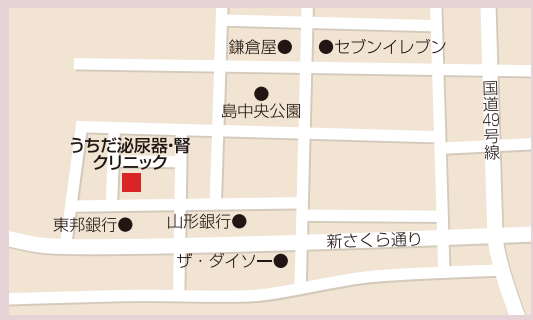 鎌倉屋
セブンイレブン
島中央公園
国道49号線
うちだ泌尿器・腎
クリニック
東邦銀行
山形銀行
新さくら通り
ザ・ダイソー